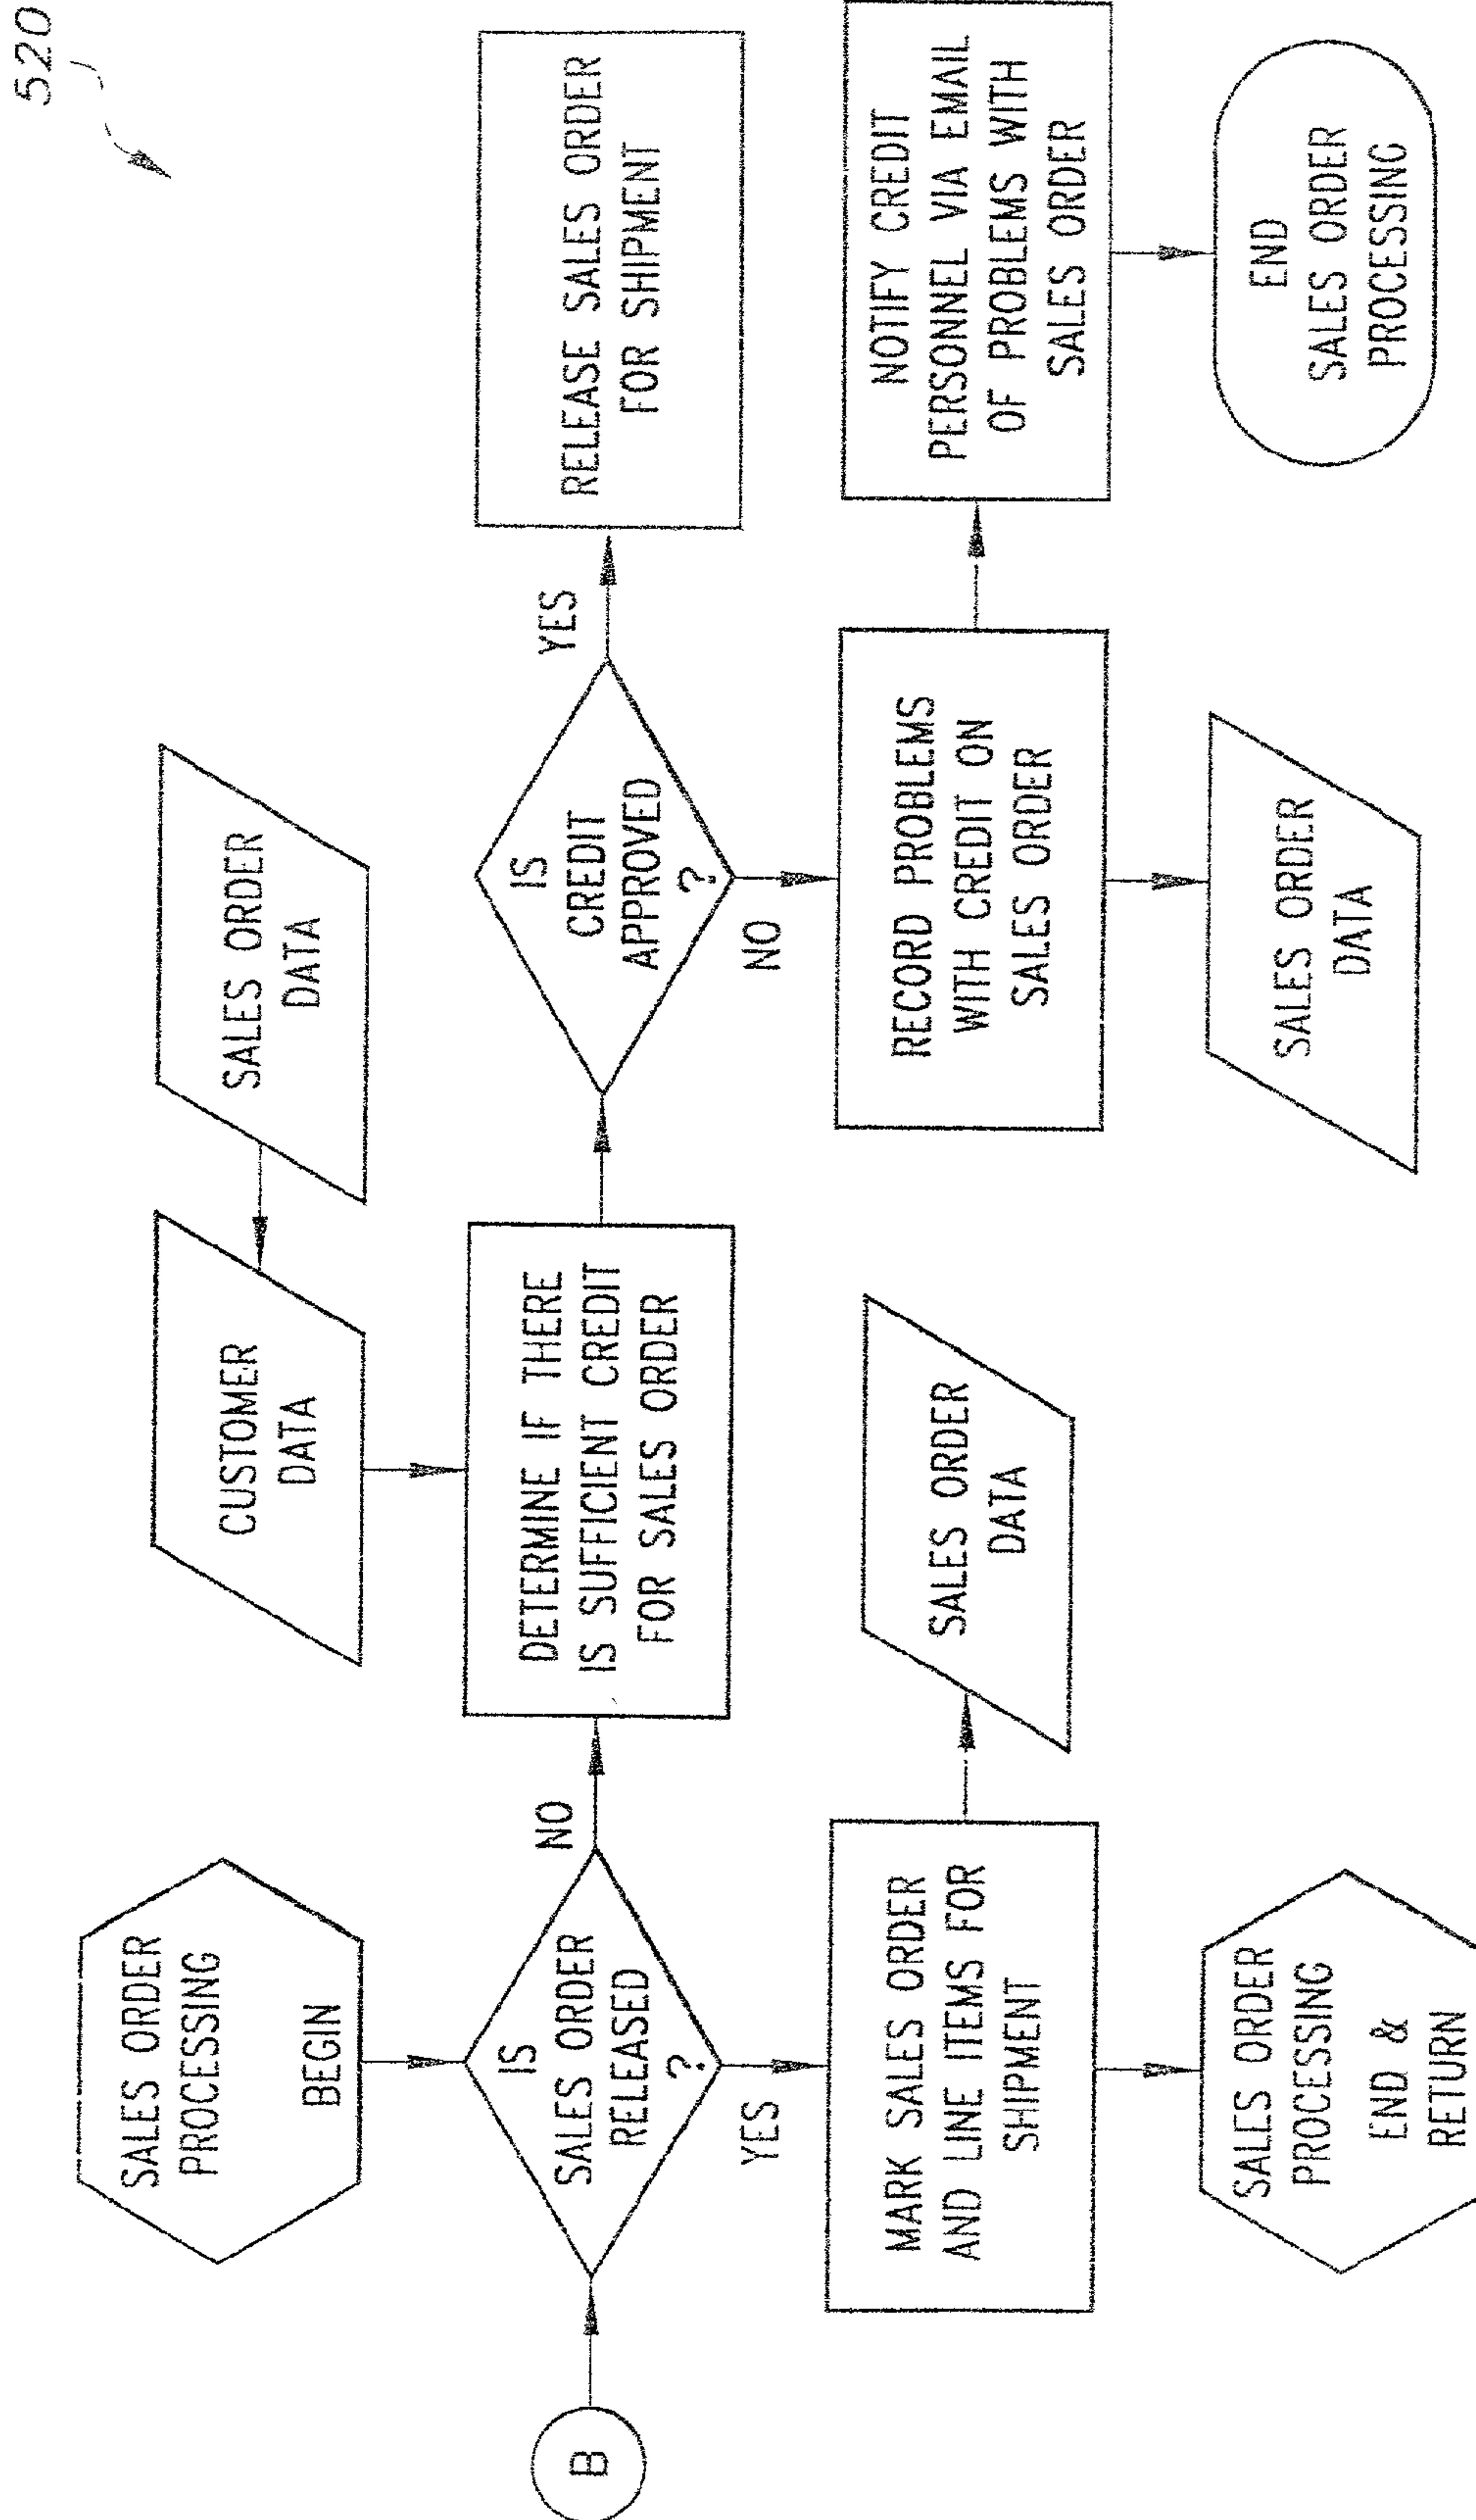 520
SALES ORDER
PROCESSING
BEGIN
CUSTOMER
DATA
SALES ORDER
DATA
B
IS
SALES ORDER
RELEASED
?
NO
YES
DETERMINE IF THERE
IS SUFFICIENT CREDIT
FOR SALES ORDER
IS
CREDIT
APPROVED
?
YES
NO
RELEASE SALES ORDER
FOR SHIPMENT
MARK SALES ORDER
AND LINE ITEMS FOR
SHIPMENT
SALES ORDER
DATA
RECORD PROBLEMS
WITH CREDIT ON
SALES ORDER
NOTIFY CREDIT
PERSONNEL VIA EMAIL
OF PROBLEMS WITH
SALES ORDER
SALES ORDER
PROCESSING
END &
RETURN
SALES ORDER
DATA
END
SALES ORDER
PROCESSING